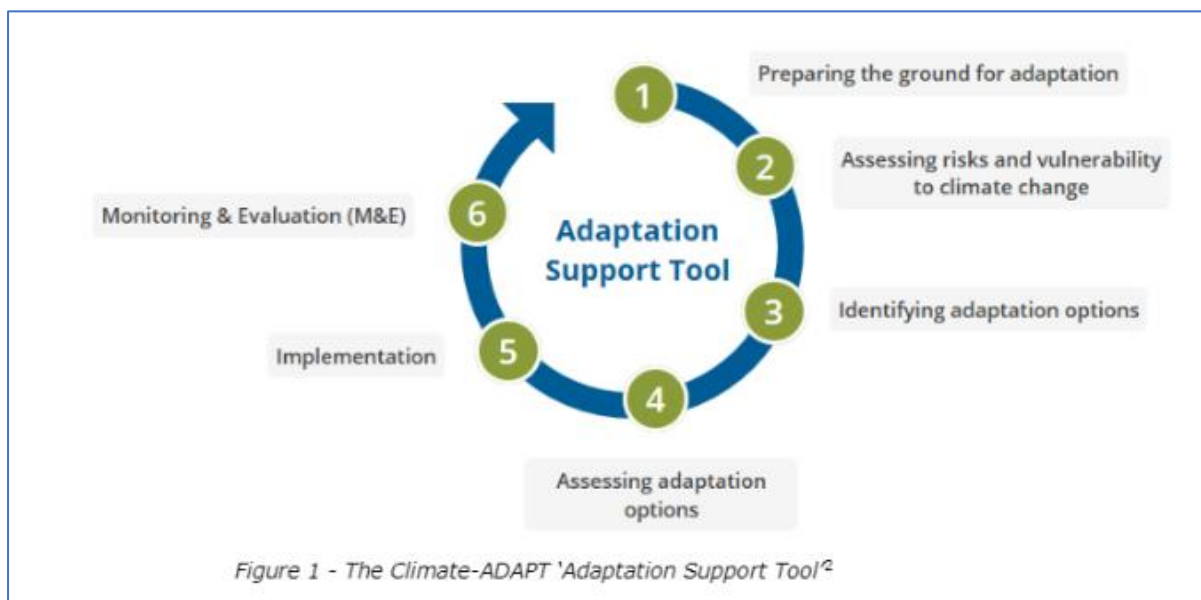 1
Preparing the ground for adaptation
2
Assessing risks and vulnerability
to climate change
3
Identifying adaptation options
4
Assessing adaptation
options
5
Implementation
6
Monitoring & Evaluation (M&E)
Adaptation
Support Tool
Figure 1 - The Climate-ADAPT ‘Adaptation Support Tool’²